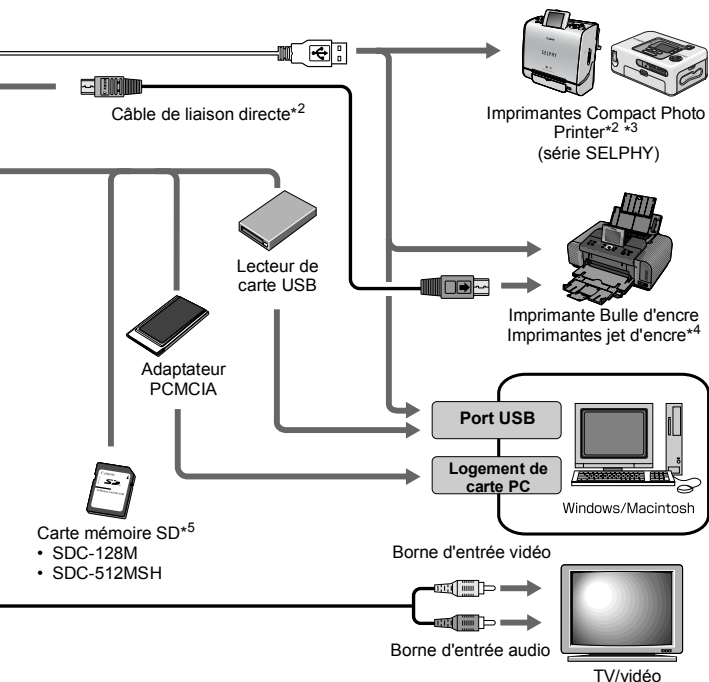 Câble de liaison directe*2
SELPHY
Imprimantes Compact Photo
Printer*2 *3
(série SELPHY)
Lecteur de
carte USB
Imprimante Bulle d'encre
Imprimantes jet d'encre*4
Adaptateur
PCMCIA
Port USB
Logement de
carte PC
Windows/Macintosh
Canon
SD
Carte mémoire SD*5
• SDC-128M
• SDC-512MSH
Borne d'entrée vidéo
Borne d'entrée audio
TV/vidéo